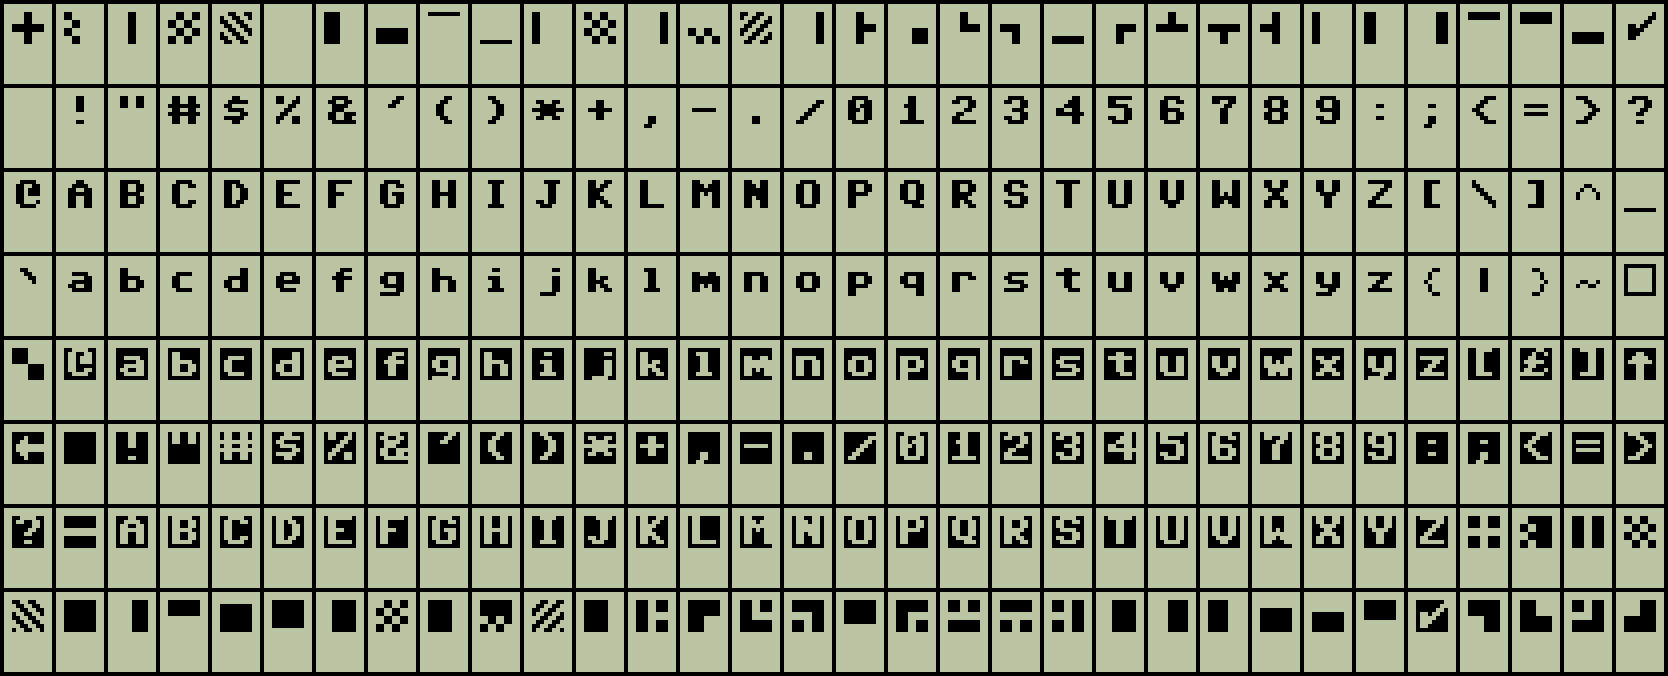 ! " # $ % & ´ ( ) * + , - . / 0 1 2 3 4 5 6 7 8 9 : ; < = > ?
@ A B C D E F G H I J K L M N O P Q R S T U V W X Y Z [ \ ] ^ _
` a b c d e f g h i j k l m n o p q r s t u v w x y z { | } ~
@ a b c d e f g h i j k l m n o p q r s t u v w x y z [ £ ] ↑
← ! " # $ % & ´ ( ) * + , - . / 0 1 2 3 4 5 6 7 8 9 : ; < = >
? A B C D E F G H I J K L M N O P Q R S T U V W X Y Z